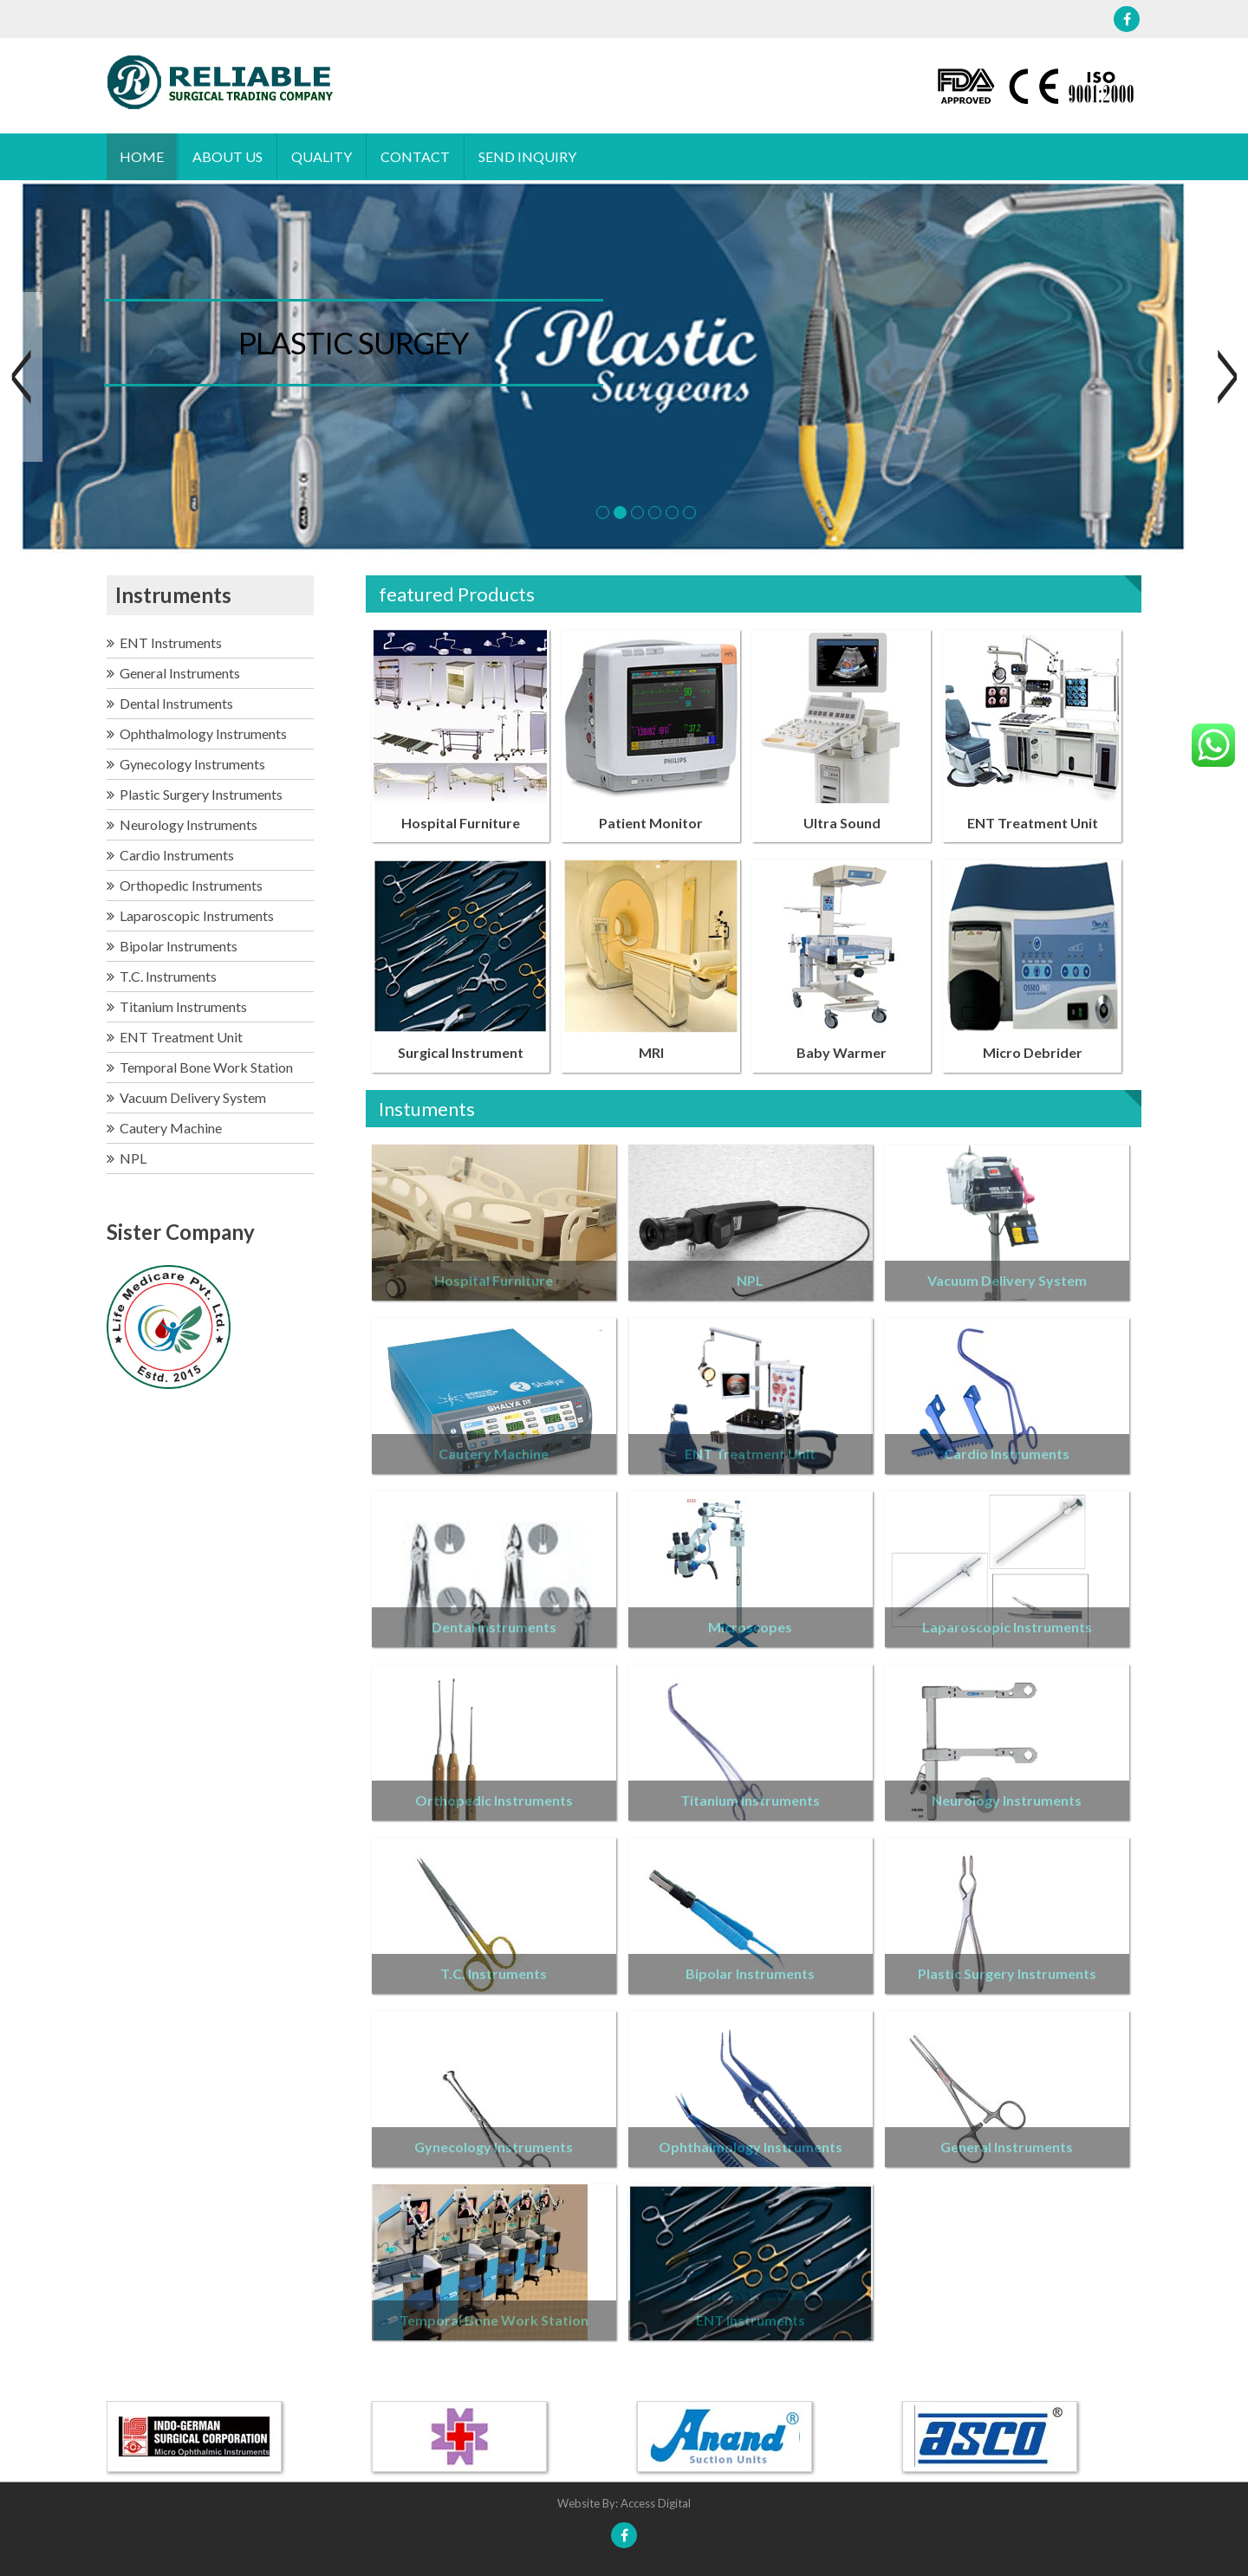 RELIABLE
SURGICAL TRADING COMPANY
FDA
APPROVED
CE
ISO
9001:2000
HOME
ABOUT US
QUALITY
CONTACT
SEND INQUIRY
PLASTIC SURGEY
Plastic
Surgeons
Instruments
ENT Instruments
General Instruments
Dental Instruments
Ophthalmology Instruments
Gynecology Instruments
Plastic Surgery Instruments
Neurology Instruments
Cardio Instruments
Orthopedic Instruments
Laparoscopic Instruments
Bipolar Instruments
T.C. Instruments
Titanium Instruments
ENT Treatment Unit
Temporal Bone Work Station
Vacuum Delivery System
Cautery Machine
NPL
Sister Company
Life Medicare Pvt. Ltd.
Estd. 2015
featured Products
PHILIPS
Hospital Furniture
Patient Monitor
Ultra Sound
ENT Treatment Unit
Surgical Instrument
MRI
Baby Warmer
Micro Debrider
Instuments
Hospital Furniture
NPL
Vacuum Delivery System
Shalya
SHALYA
Cautery Machine
ENT Treatment Unit
Cardio Instruments
Dental Instruments
Microscopes
Laparoscopic Instruments
Orthopedic Instruments
Titanium Instruments
Neurology Instruments
T.C. Instruments
Bipolar Instruments
Plastic Surgery Instruments
Gynecology Instruments
Ophthalmology Instruments
General Instruments
Temporal Bone Work Station
ENT Instruments
INDO-GERMAN
SURGICAL CORPORATION
Micro Ophthalmic Instruments
Anand®
Suction Units
asco®
Website By: Access Digital